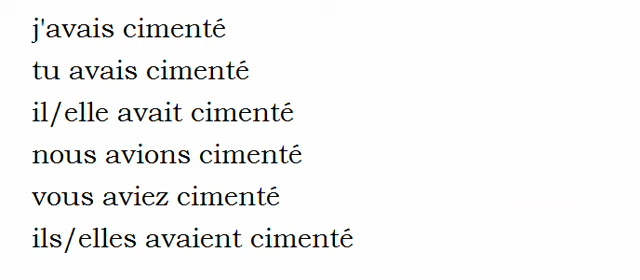 j'avais cimenté
tu avais cimenté
il/elle avait cimenté
nous avions cimenté
vous aviez cimenté
ils/elles avaient cimenté